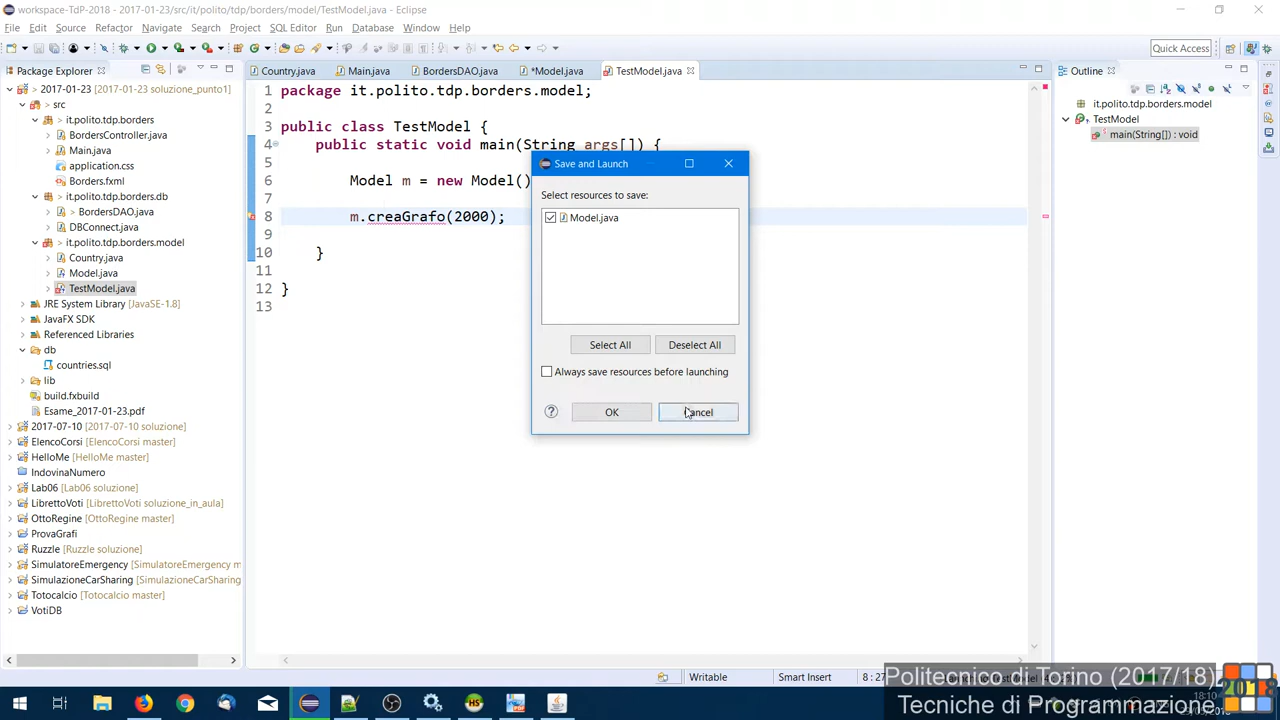 workspace-TdP-2018 - 2017-01-23/src/it/polito/tdp/borders/model/TestModel.java - Eclipse
File Edit Source Refactor Navigate Search Project SQL Editor Run Database Window Help
Quick Access
Package Explorer
Country.java
Main.java
BordersDAO.java
*Model.java
TestModel.java
Outline
2017-01-23 [2017-01-23 soluzione_punto1]
src
it.polito.tdp.borders
BordersController.java
Main.java
application.css
Borders.fxml
it.polito.tdp.borders.db
BordersDAO.java
DBConnect.java
it.polito.tdp.borders.model
Country.java
Model.java
TestModel.java
JRE System Library [JavaSE-1.8]
JavaFX SDK
Referenced Libraries
db
countries.sql
lib
build.fxbuild
Esame_2017-01-23.pdf
2017-07-10 [2017-07-10 soluzione]
ElencoCorsi [ElencoCorsi master]
HelloMe [HelloMe master]
IndovinaNumero
Lab06 [Lab06 soluzione]
LibrettoVoti [LibrettoVoti soluzione_in_aula]
OttoRegine [OttoRegine master]
ProvaGrafi
Ruzzle [Ruzzle soluzione]
SimulatoreEmergency [SimulatoreEmergency master]
SimulazioneCarSharing [SimulazioneCarSharing
Totocalcio [Totocalcio master]
VotiDB
1 package it.polito.tdp.borders.model;
2
3 public class TestModel {
4 public static void main(String args[]) {
5
6 Model m = new Model()
7
8 m.creaGrafo(2000);
9
10 }
11
12 }
13
Save and Launch
Select resources to save:
Model.java
Select All
Deselect All
Always save resources before launching
OK
Cancel
it.polito.tdp.borders.model
TestModel
main(String[]) : void
Writable
Smart Insert
Politecnico di Torino (2017/18)
Tecniche di Programmazione
2018
18:10